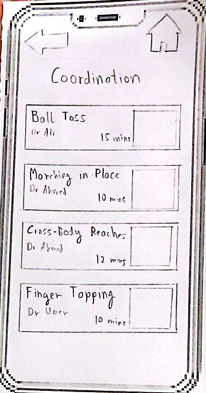 Coordination
Ball Toss
Dr Ali
15 mins
Marching in Place
Dr Ahmed
10 mins
Cross-Body Reaches
Dr Ahmed
12 mins
Finger Tapping
Dr Umer
10 mins